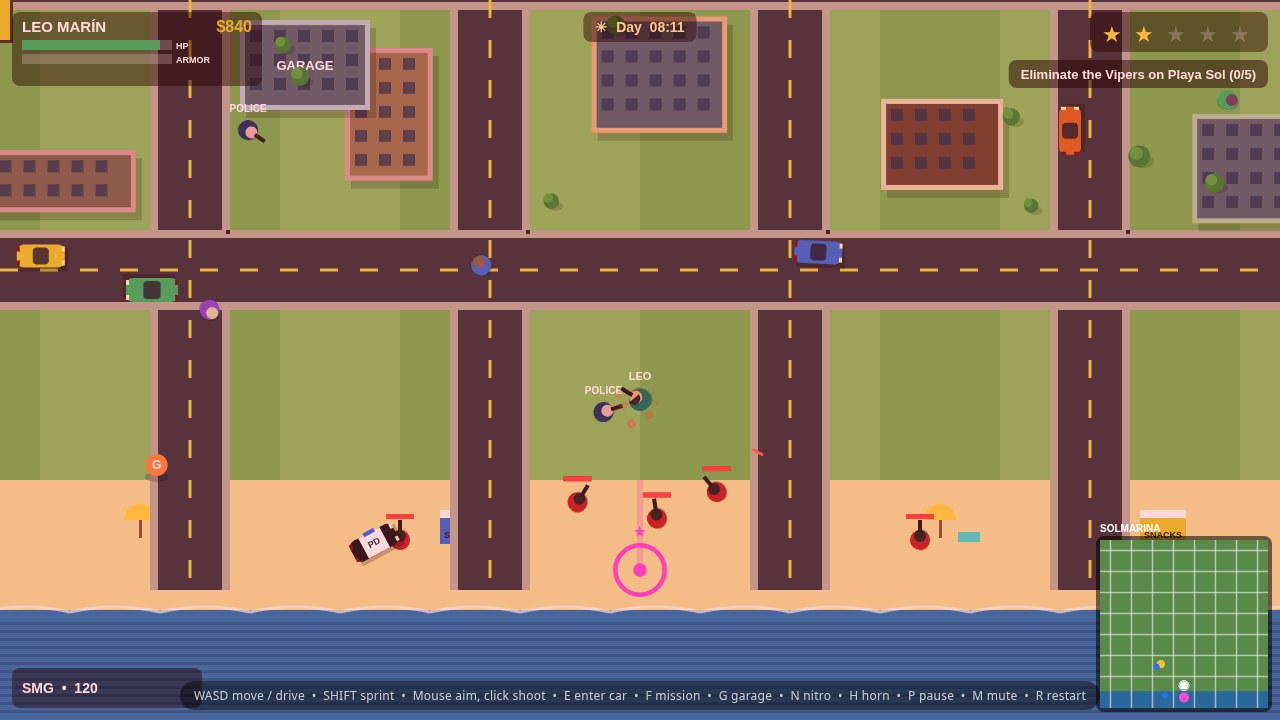 LEO MARÍN
$840
HP
ARMOR
Day 08:11
Eliminate the Vipers on Playa Sol (0/5)
GARAGE
POLICE
LEO
POLICE
G
PD
S
SNACKS
SOLMARINA
SMG • 120
WASD move / drive • SHIFT sprint • Mouse aim, click shoot • E enter car • F mission • G garage • N nitro • H horn • P pause • M mute • R restart